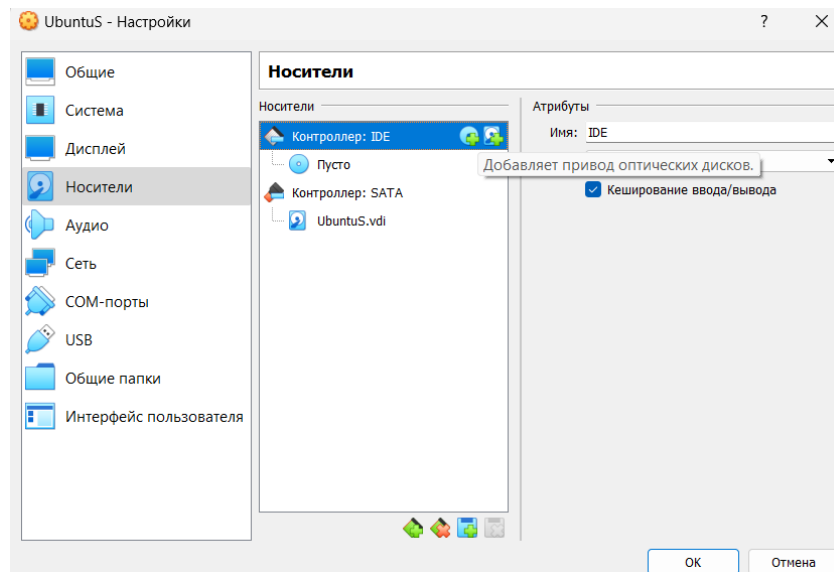 UbuntuS - Настройки
?
Общие
Система
Дисплей
Носители
Аудио
Сеть
COM-порты
USB
Общие папки
Интерфейс пользователя
Носители
Носители
Контроллер: IDE
Пусто
Контроллер: SATA
UbuntuS.vdi
Атрибуты
Имя: IDE
Добавляет привод оптических дисков.
Кеширование ввода/вывода
ОК
Отмена